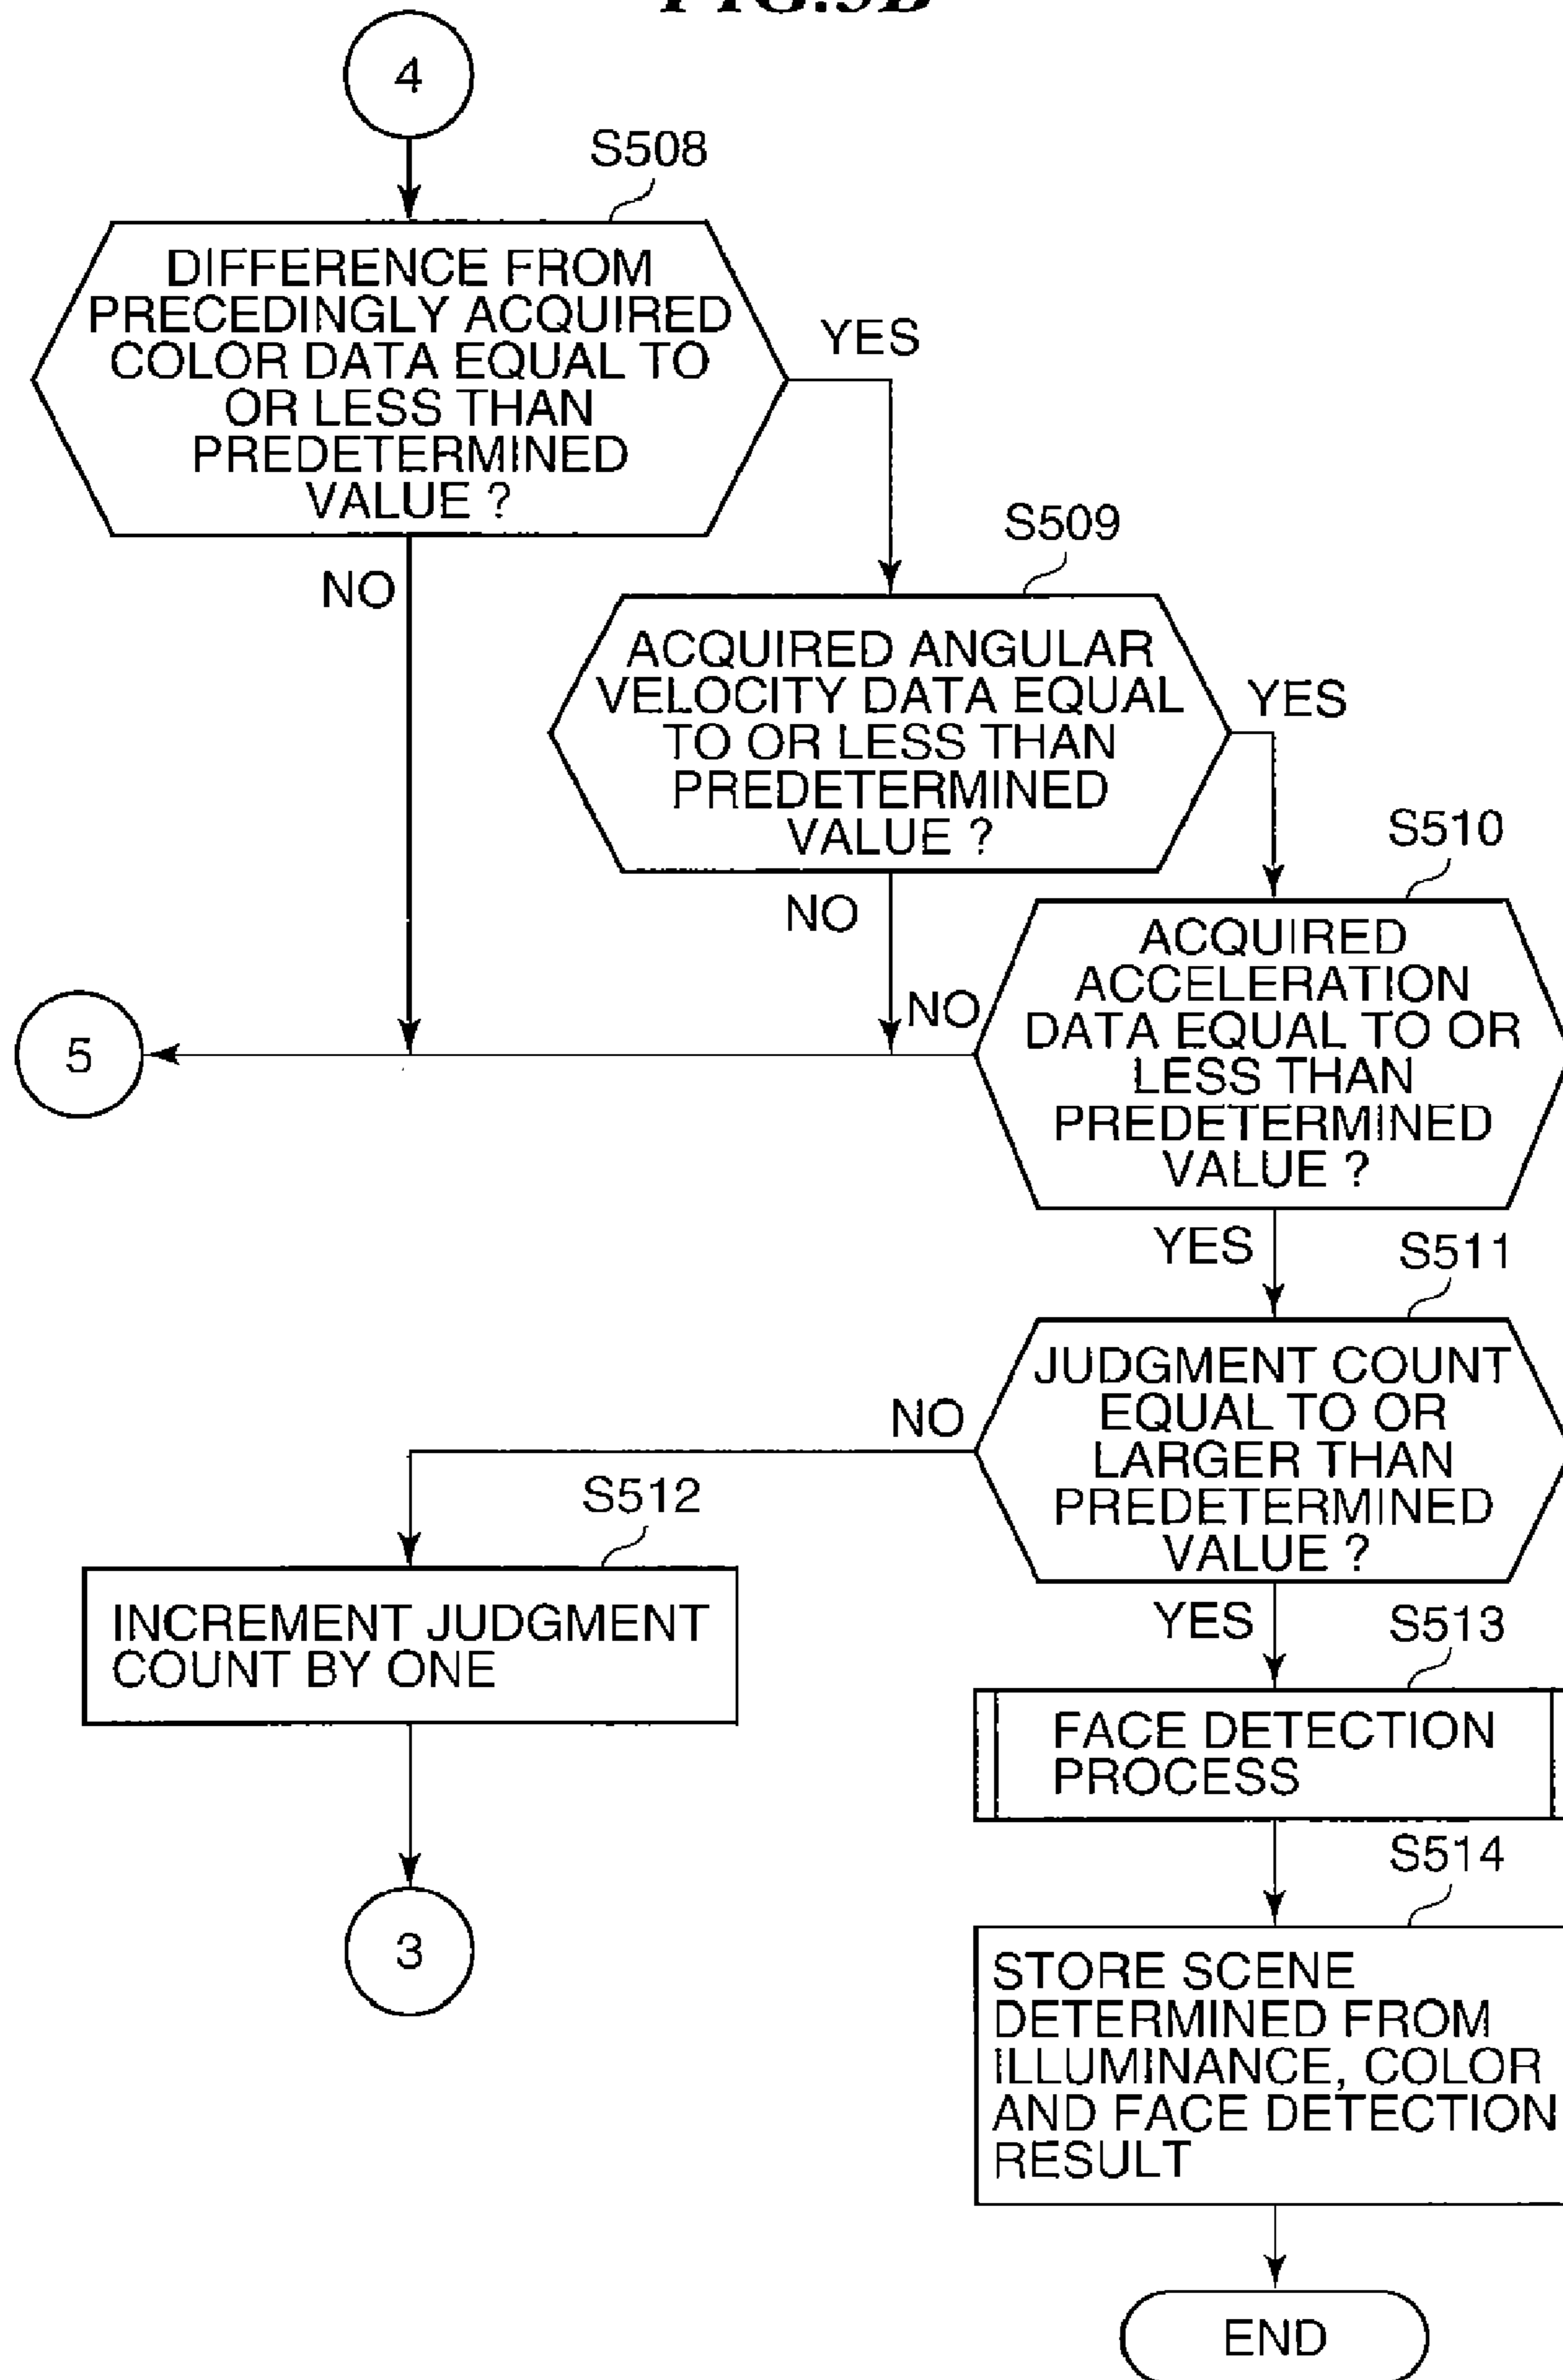 4
S508
DIFFERENCE FROM
PRECEDINGLY ACQUIRED
COLOR DATA EQUAL TO
OR LESS THAN
PREDETERMINED
VALUE ?
YES
NO
S509
ACQUIRED ANGULAR
VELOCITY DATA EQUAL
TO OR LESS THAN
PREDETERMINED
VALUE ?
YES
NO
S510
ACQUIRED
ACCELERATION
DATA EQUAL TO OR
LESS THAN
PREDETERMINED
VALUE ?
NO
5
YES
S511
JUDGMENT COUNT
EQUAL TO OR
LARGER THAN
PREDETERMINED
VALUE ?
NO
S512
INCREMENT JUDGMENT
COUNT BY ONE
3
YES
S513
FACE DETECTION
PROCESS
S514
STORE SCENE
DETERMINED FROM
ILLUMINANCE, COLOR
AND FACE DETECTION
RESULT
END